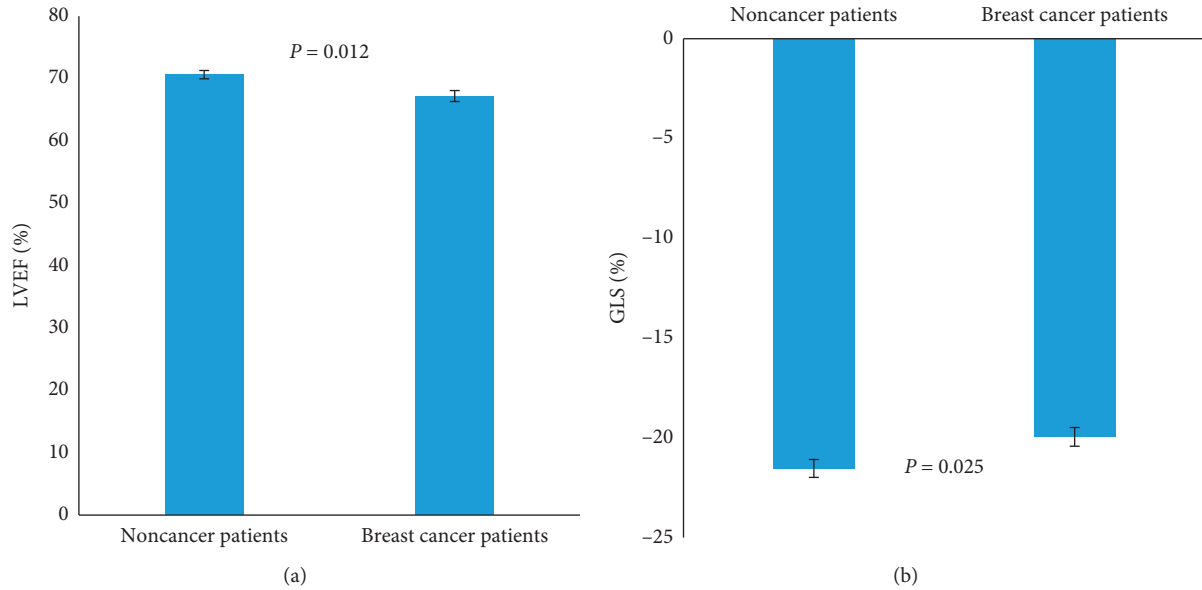 80
70
60
50
40
30
20
10
0
LVEF (%)
P = 0.012
Noncancer patients
Breast cancer patients
(a)
Noncancer patients
Breast cancer patients
0
–5
–10
–15
–20
–25
GLS (%)
P = 0.025
(b)